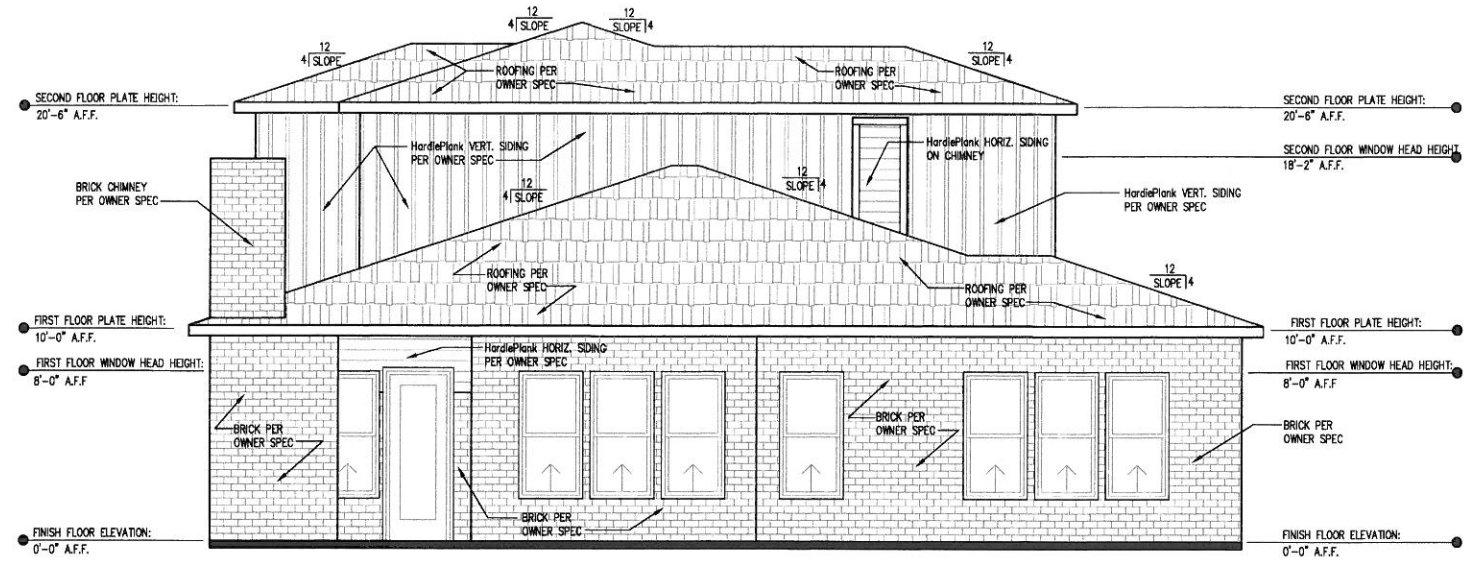 12
4 SLOPE
12
SLOPE 4
12
4 SLOPE
12
SLOPE 4
ROOFING PER
OWNER SPEC
ROOFING PER
OWNER SPEC
SECOND FLOOR PLATE HEIGHT:
20'-6" A.F.F.
SECOND FLOOR PLATE HEIGHT:
20'-6" A.F.F.
HardiePlank VERT. SIDING
PER OWNER SPEC
HardiePlank HORIZ. SIDING
ON CHIMNEY
SECOND FLOOR WINDOW HEAD HEIGHT
18'-2" A.F.F.
BRICK CHIMNEY
PER OWNER SPEC
12
4 SLOPE
12
SLOPE 4
HardiePlank VERT. SIDING
PER OWNER SPEC
ROOFING PER
OWNER SPEC
ROOFING PER
OWNER SPEC
12
SLOPE 4
FIRST FLOOR PLATE HEIGHT:
10'-0" A.F.F.
FIRST FLOOR PLATE HEIGHT:
10'-0" A.F.F.
HardiePlank HORIZ. SIDING
PER OWNER SPEC
FIRST FLOOR WINDOW HEAD HEIGHT:
8'-0" A.F.F
FIRST FLOOR WINDOW HEAD HEIGHT:
8'-0" A.F.F
BRICK PER
OWNER SPEC
BRICK PER
OWNER SPEC
BRICK PER
OWNER SPEC
BRICK PER
OWNER SPEC
FINISH FLOOR ELEVATION:
0'-0" A.F.F.
FINISH FLOOR ELEVATION:
0'-0" A.F.F.